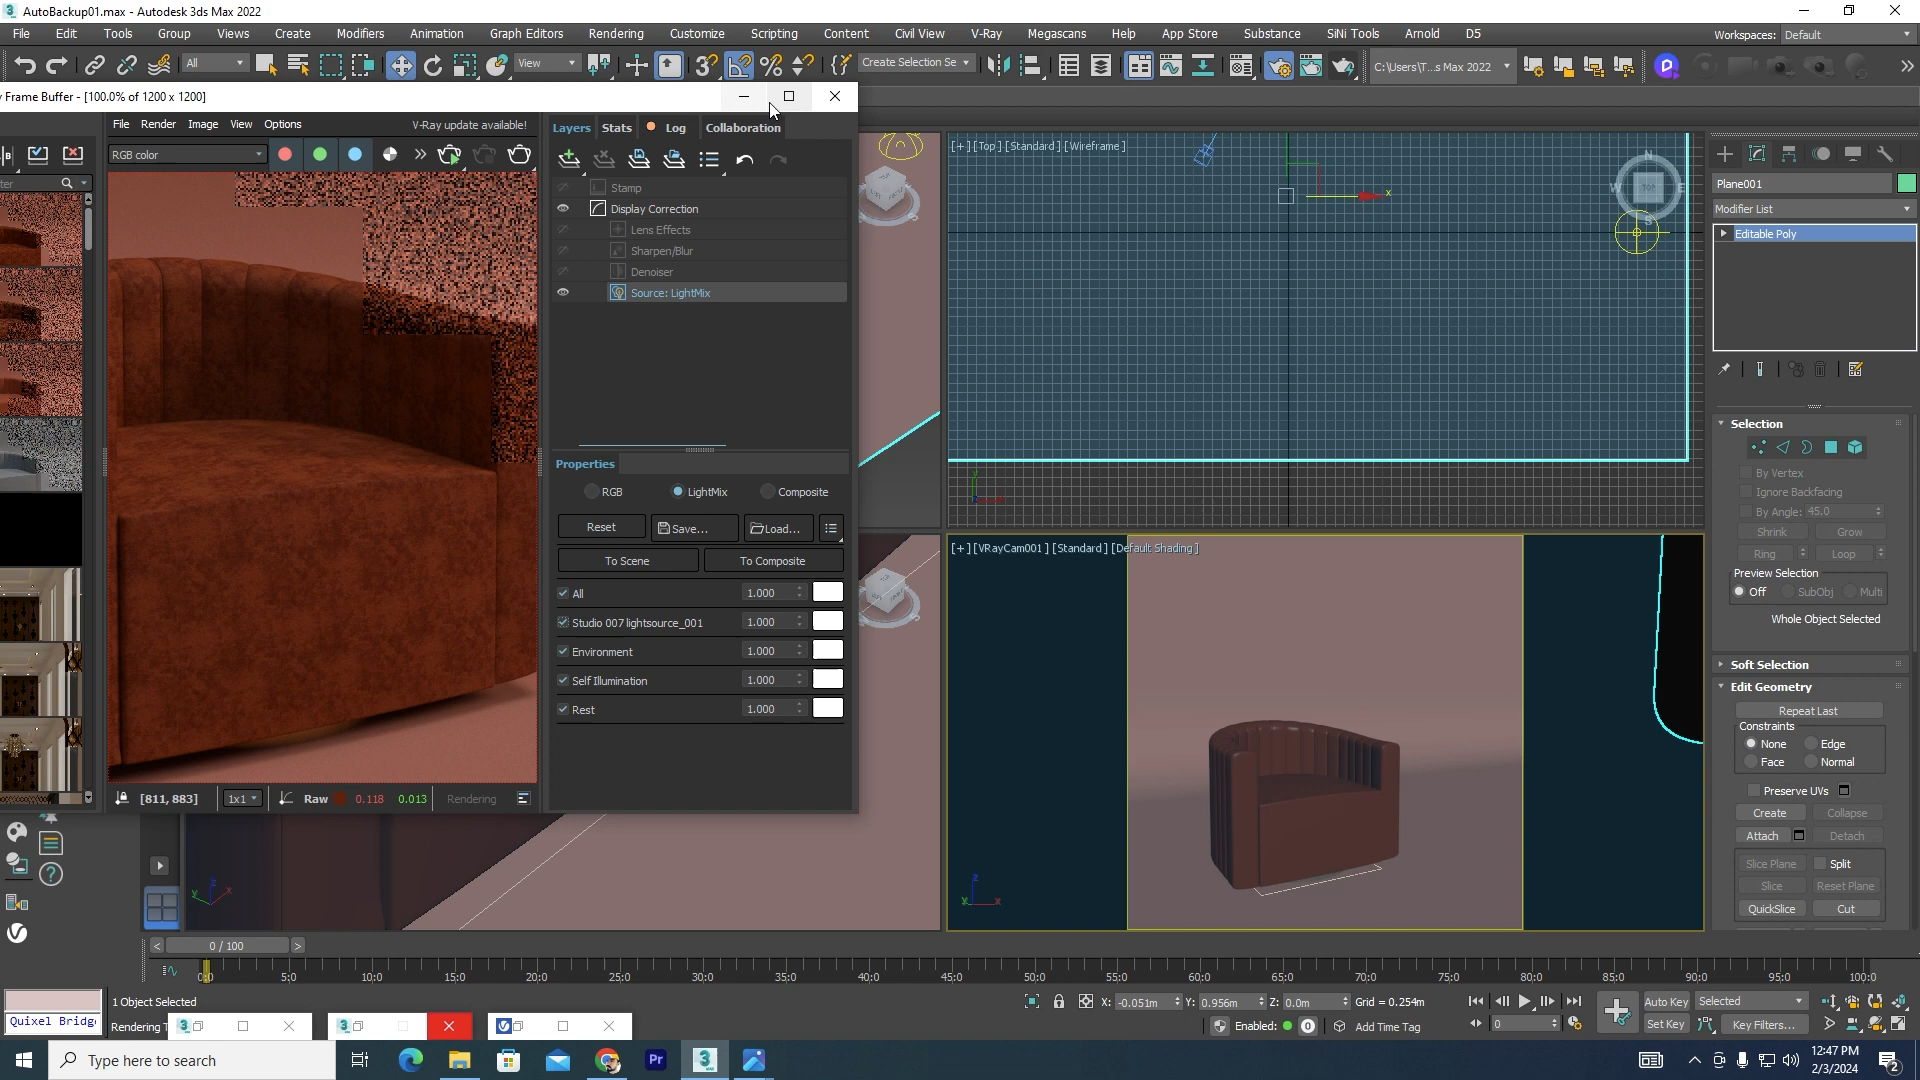 AutoBackup01.max - Autodesk 3ds Max 2022
File Edit Tools Group Views Create Modifiers Animation Graph Editors Rendering Customize Scripting Content Civil View V-Ray Megascans Help App Store Substance SiNi Tools Arnold D5
Workspaces: Default
All
View
Create Selection Se
C:\Users\T...s Max 2022
Frame Buffer - [100.0% of 1200 x 1200]
File Render Image View Options V-Ray update available!
Layers Stats Log Collaboration
RGB color
Stamp
Display Correction
Lens Effects
Sharpen/Blur
Denoiser
Source: LightMix
Properties
RGB LightMix Composite
Reset Save... Load...
To Scene To Composite
All 1.000
Studio 007 lightsource_001 1.000
Environment 1.000
Self Illumination 1.000
Rest 1.000
[811, 883] 1x1 Raw 0.118 0.013 Rendering
[+] [Top] [Standard] [Wireframe]
x
TOP
N
W E
S
[+] [VRayCam001] [Standard] [Default Shading]
z
y x
z
y x
Plane001
Modifier List
Editable Poly
Selection
By Vertex
Ignore Backfacing
By Angle: 45.0
Shrink Grow
Ring Loop
Preview Selection
Off SubObj Multi
Whole Object Selected
Soft Selection
Edit Geometry
Repeat Last
Constraints
None Edge
Face Normal
Preserve UVs
Create Collapse
Attach Detach
Slice Plane Split
Slice Reset Plane
QuickSlice Cut
< 0 / 100 >
0:0 5:0 10:0 15:0 20:0 25:0 30:0 35:0 40:0 45:0 50:0 55:0 60:0 65:0 70:0 75:0 80:0 85:0 90:0 95:0 100:0
1 Object Selected
X: -0.051m Y: 0.956m Z: 0.0m Grid = 0.254m
Auto Key Selected
Quixel Bridg
Rendering T
Enabled: 0 Add Time Tag
0
Set Key Key Filters...
Type here to search
Pr
3
12:47 PM
2/3/2024
2